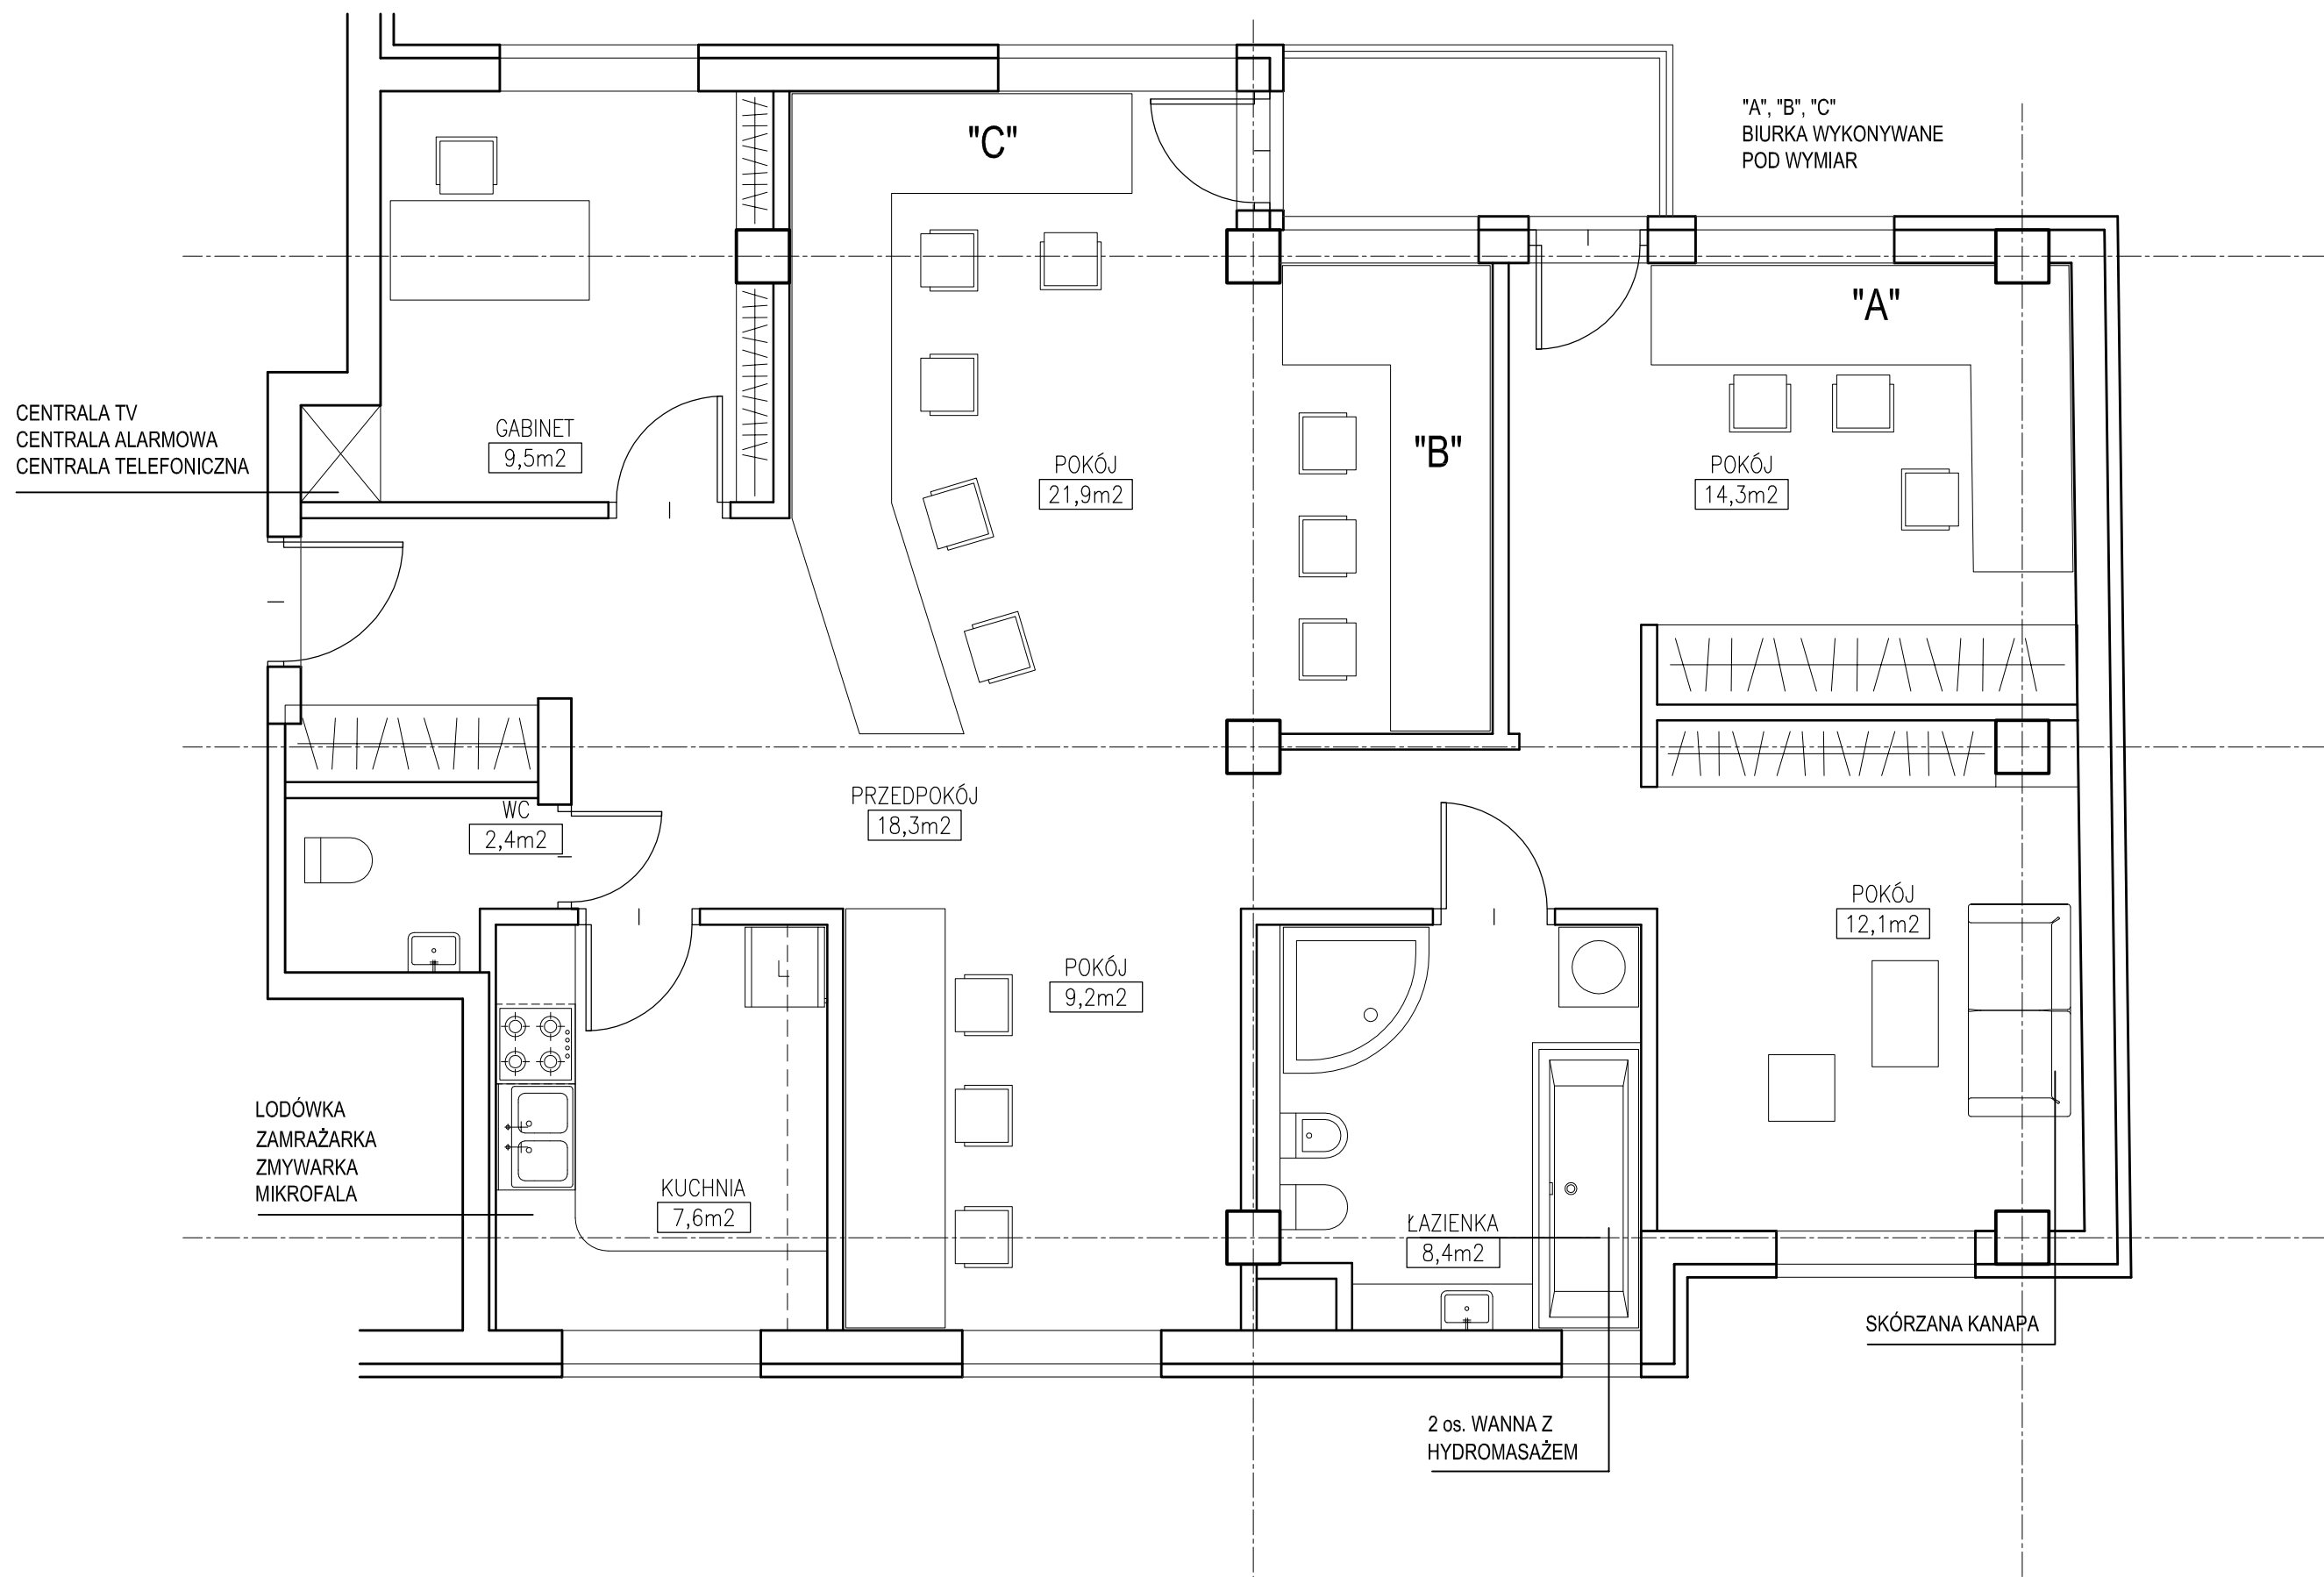 "A", "B", "C"
BIURKA WYKONYWANE
POD WYMIAR
"C"
"A"
CENTRALA TV
CENTRALA ALARMOWA
CENTRALA TELEFONICZNA
GABINET
9,5m2
"B"
POKÓJ
21,9m2
POKÓJ
14,3m2
PRZEDPOKÓJ
18,3m2
WC
2,4m2
POKÓJ
12,1m2
POKÓJ
9,2m2
LODÓWKA
ZAMRAŻARKA
ZMYWARKA
MIKROFALA
KUCHNIA
7,6m2
ŁAZIENKA
8,4m2
SKÓRZANA KANAPA
2 os. WANNA Z
HYDROMASAŻEM